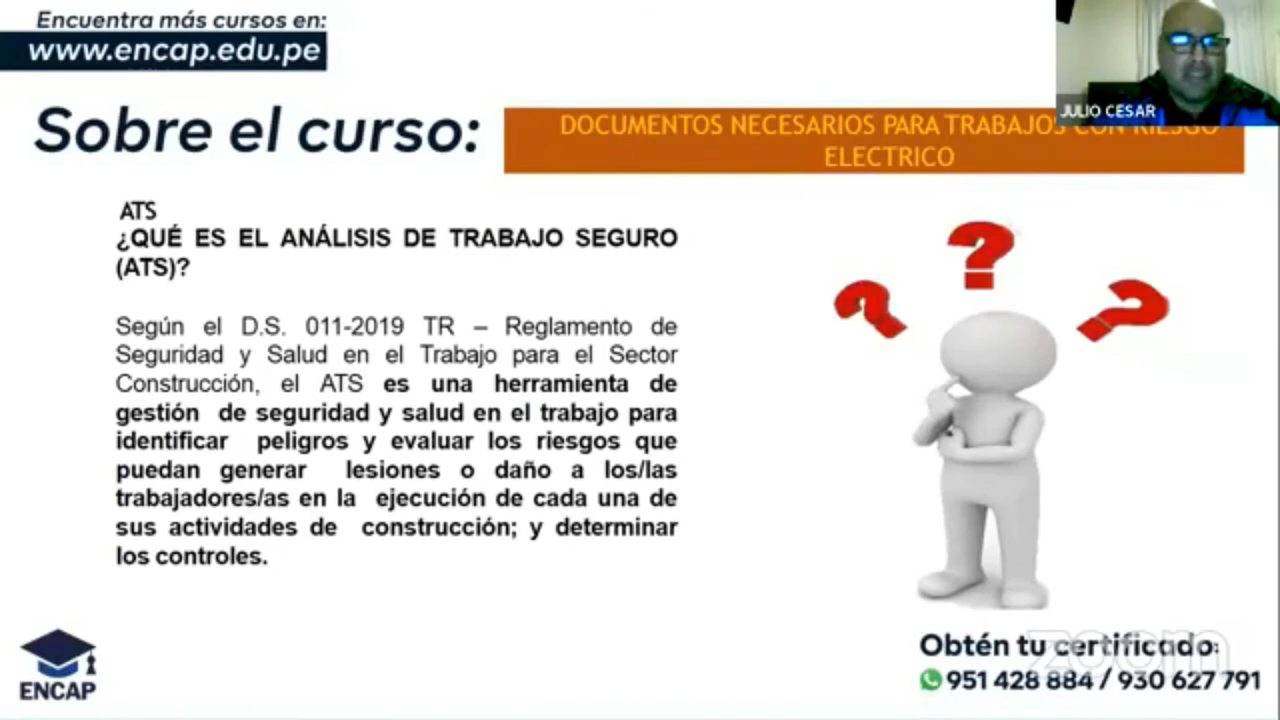 Encuentra más cursos en:
www.encap.edu.pe
JULIO CESAR
Sobre el curso:
DOCUMENTOS NECESARIOS PARA TRABAJOS CON RIESGO
ELECTRICO
ATS
¿QUÉ ES EL ANÁLISIS DE TRABAJO SEGURO
(ATS)?
Según el D.S. 011-2019 TR – Reglamento de
Seguridad y Salud en el Trabajo para el Sector
Construcción, el ATS es una herramienta de
gestión de seguridad y salud en el trabajo para
identificar peligros y evaluar los riesgos que
puedan generar lesiones o daño a los/las
trabajadores/as en la ejecución de cada una de
sus actividades de construcción; y determinar
los controles.
? ? ?
ENCAP
Obtén tu certificado:
951 428 884 / 930 627 791
zoom